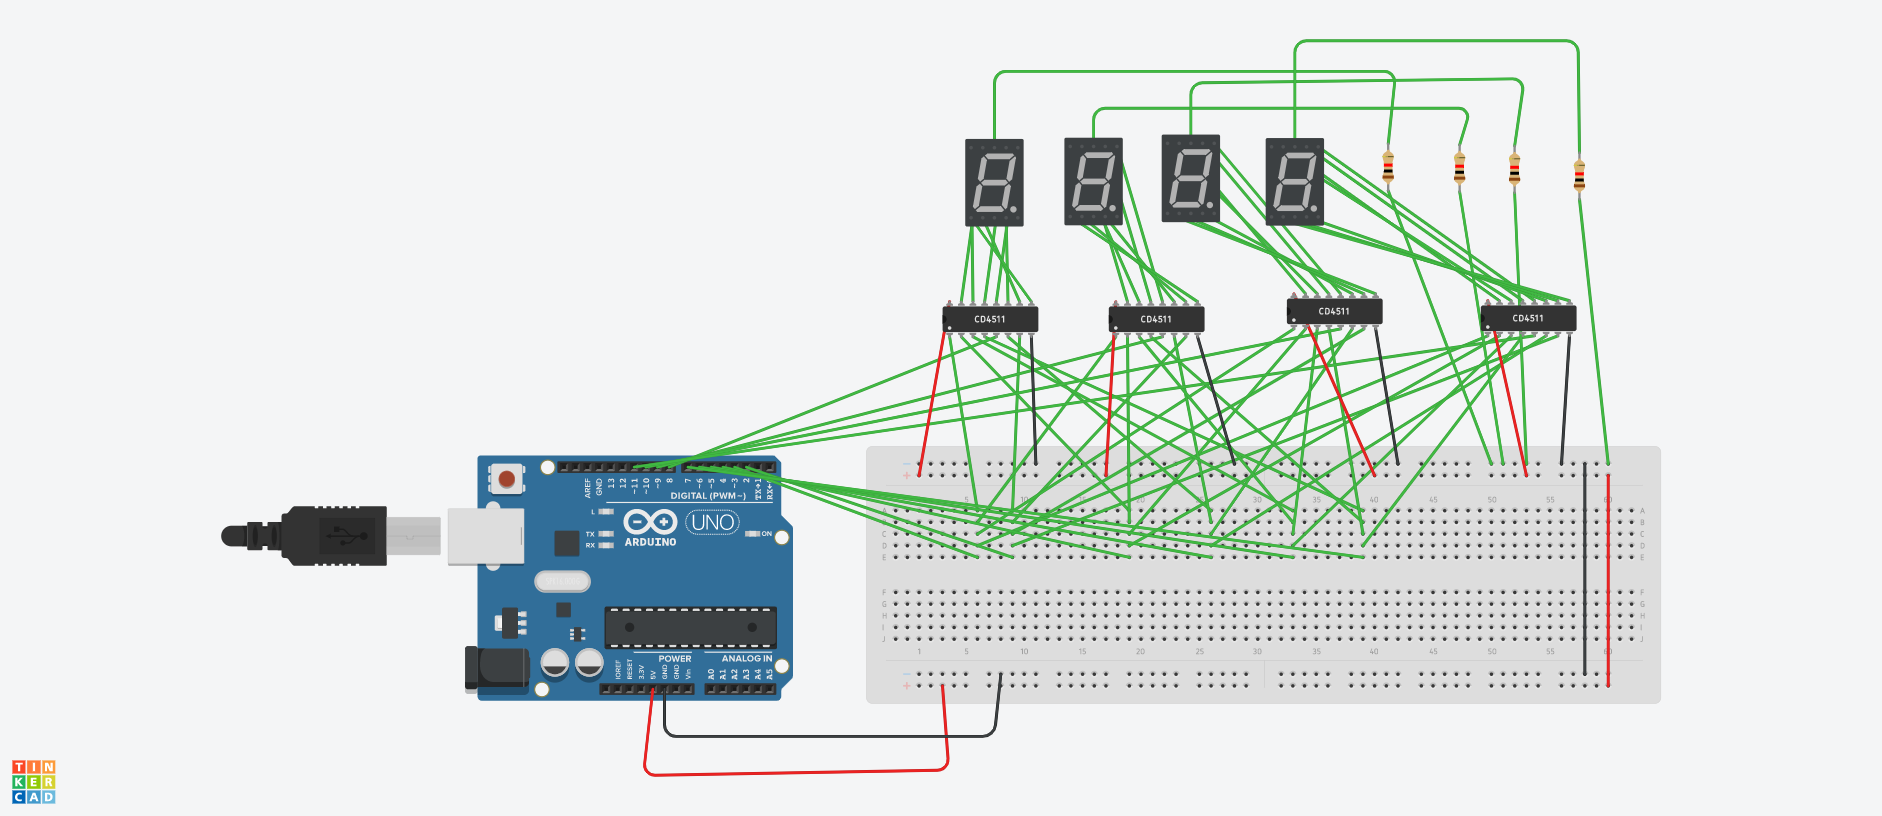 CD4511
CD4511
CD4511
CD4511
AREF
GND
13
12
~11
~10
~9
8
7
~6
~5
4
~3
2
TX→1
RX←0
DIGITAL (PWM~)
L
TX
RX
UNO
ON
ARDUINO
POWER
ANALOG IN
IOREF
RESET
3.3V
5V
GND
GND
Vin
A0
A1
A2
A3
A4
A5
5 10 15 20 25 30 35 40 45 50 55 60
A A
B B
C C
D D
E E
F F
G G
H H
I I
J J
1 5 10 15 20 25 30 35 40 45 50 55 60
TIN
KER
CAD